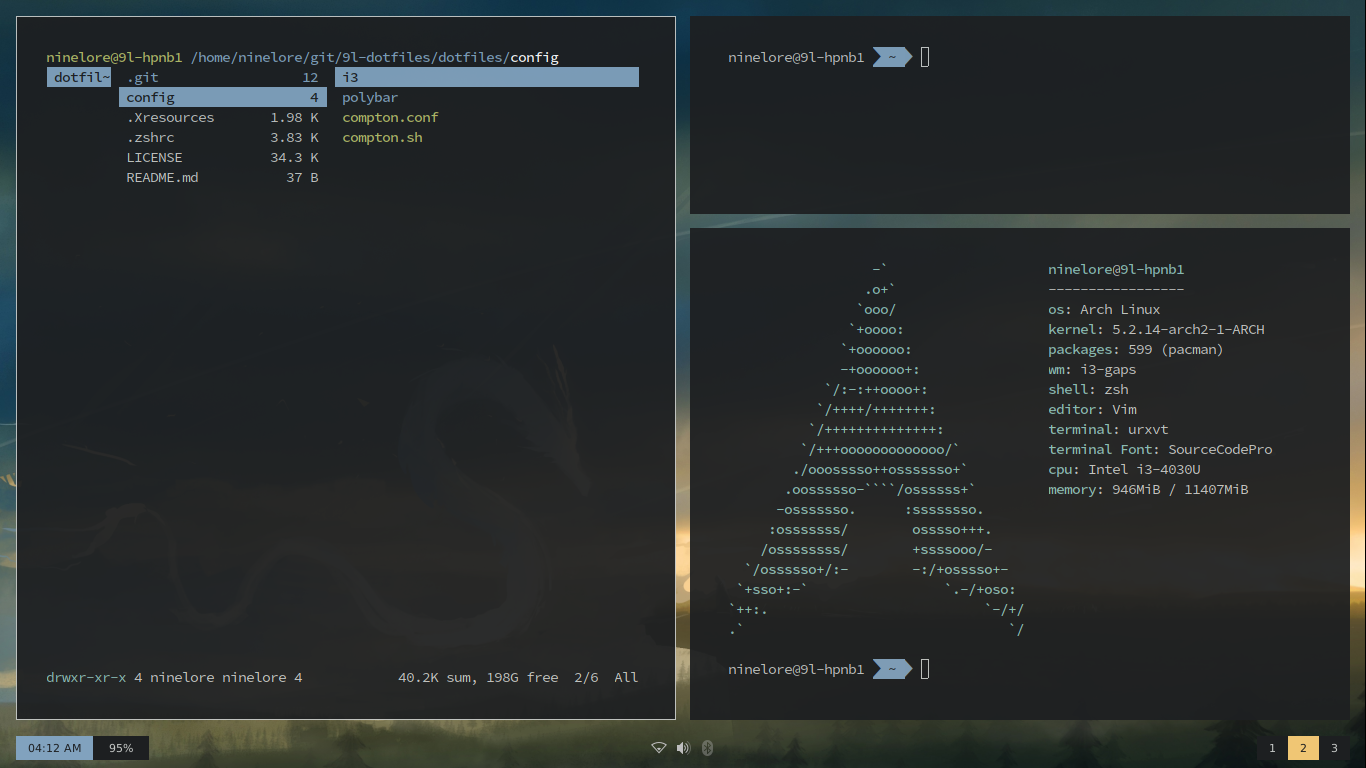 ninelore@9l-hpnb1 /home/ninelore/git/9l-dotfiles/dotfiles/config
dotfil~ .git 12 i3
config 4 polybar
.Xresources 1.98 K compton.conf
.zshrc 3.83 K compton.sh
LICENSE 34.3 K
README.md 37 B
drwxr-xr-x 4 ninelore ninelore 4 40.2K sum, 198G free 2/6 All
ninelore@9l-hpnb1 ~
-` ninelore@9l-hpnb1
.o+` -----------------
`ooo/ os: Arch Linux
`+oooo: kernel: 5.2.14-arch2-1-ARCH
`+oooooo: packages: 599 (pacman)
-+oooooo+: wm: i3-gaps
`/:-:++oooo+: shell: zsh
`/++++/+++++++: editor: Vim
`/++++++++++++++: terminal: urxvt
`/+++ooooooooooooo/` terminal Font: SourceCodePro
./ooosssso++osssssso+` cpu: Intel i3-4030U
.oossssso-````/ossssss+` memory: 946MiB / 11407MiB
-osssssso. :ssssssso.
:osssssss/ osssso+++.
/ossssssss/ +ssssooo/-
`/ossssso+/:- -:/+osssso+-
`+sso+:-` `.-/+oso:
`++:. `-/+/
.` `/
ninelore@9l-hpnb1 ~
04:12 AM 95% 1 2 3